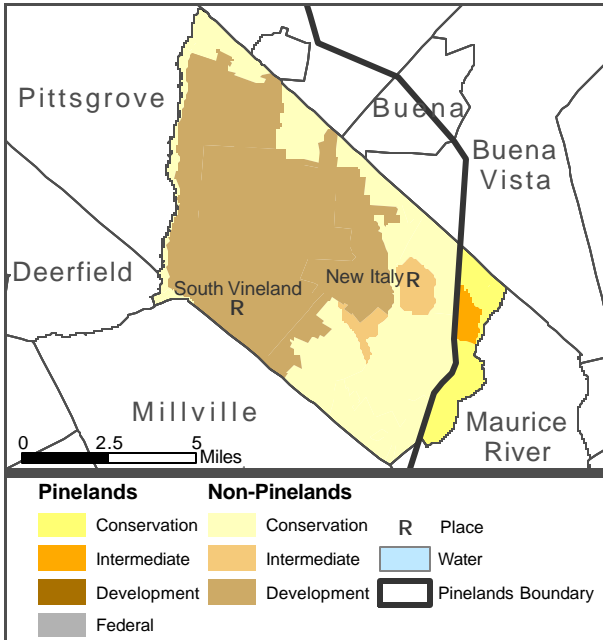 Pittsgrove
Buena
Buena
Vista
Deerfield
South Vineland
R
New Italy R
Millville
Maurice
River
0 2.5 5
Miles
Pinelands Non-Pinelands
Conservation Conservation R Place
Intermediate Intermediate Water
Development Development Pinelands Boundary
Federal